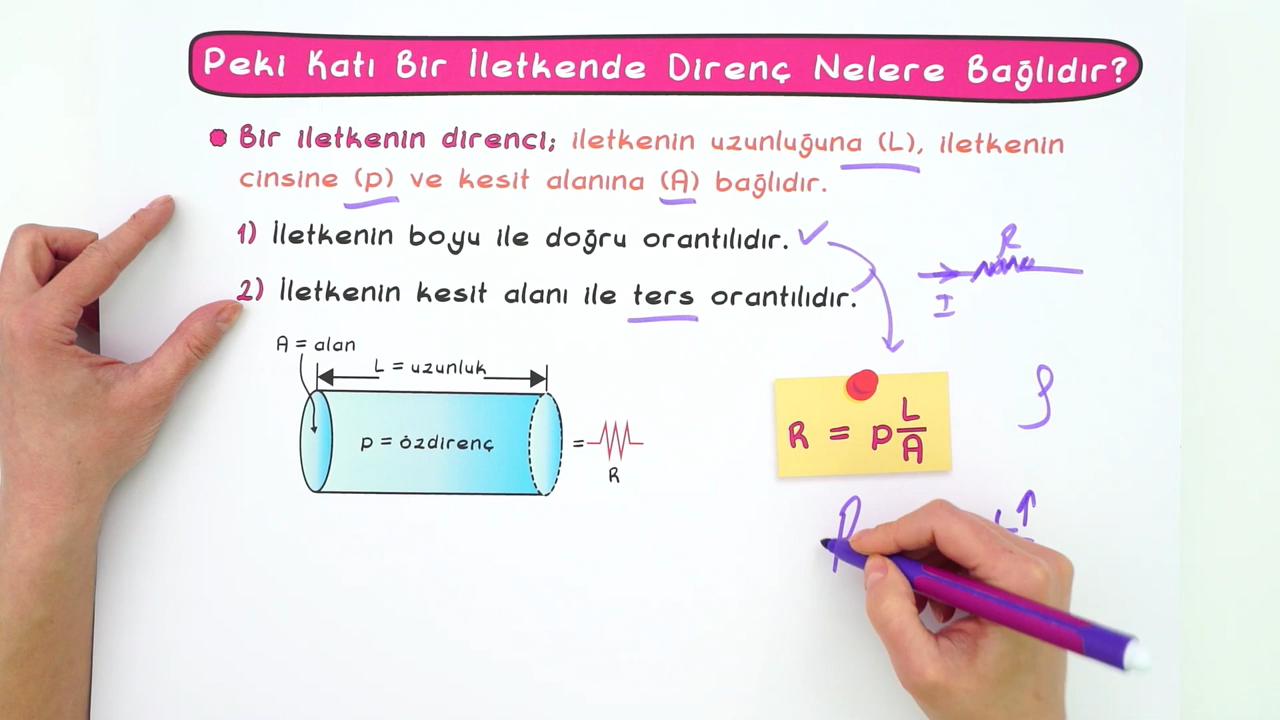 Peki Katı Bir İletkende Direnç Nelere Bağlıdır?
Bir iletkenin direnci; iletkenin uzunluğuna (L), iletkenin
cinsine (p) ve kesit alanına (A) bağlıdır.
1) İletkenin boyu ile doğru orantılıdır.
2) İletkenin kesit alanı ile ters orantılıdır.
R
I
A = alan
L = uzunluk
p = özdirenç
=
R
R = p L/A
ρ